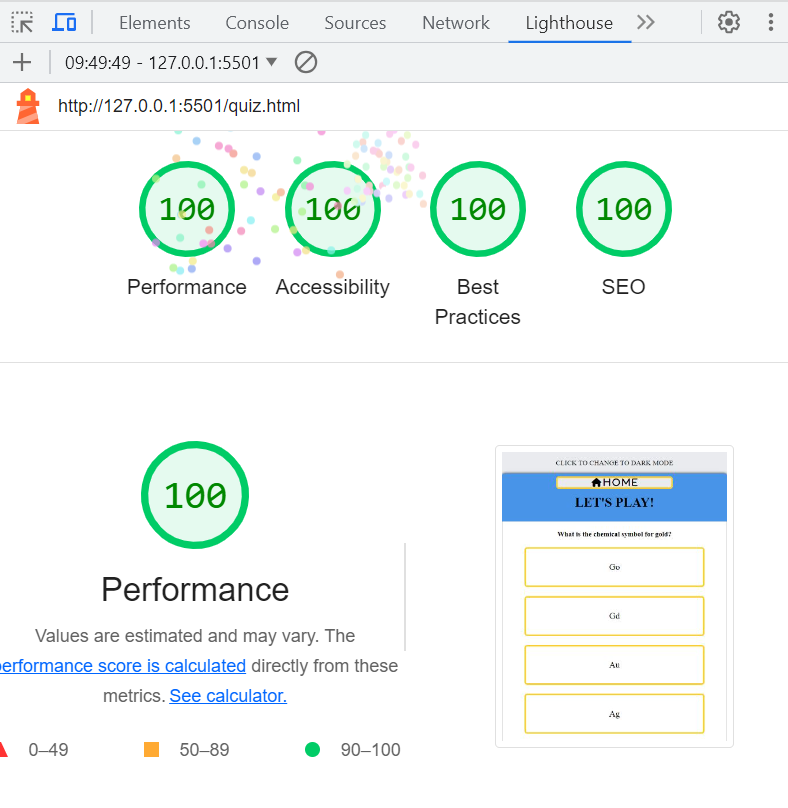 Elements Console Sources Network Lighthouse
09:49:49 - 127.0.0.1:5501
http://127.0.0.1:5501/quiz.html
100 100 100 100
Performance Accessibility Best SEO
Practices
100
Performance
Values are estimated and may vary. The
performance score is calculated directly from these
metrics. See calculator.
0–49 50–89 90–100
CLICK TO CHANGE TO DARK MODE
HOME
LET'S PLAY!
What is the chemical symbol for gold?
Go
Gd
Au
Ag